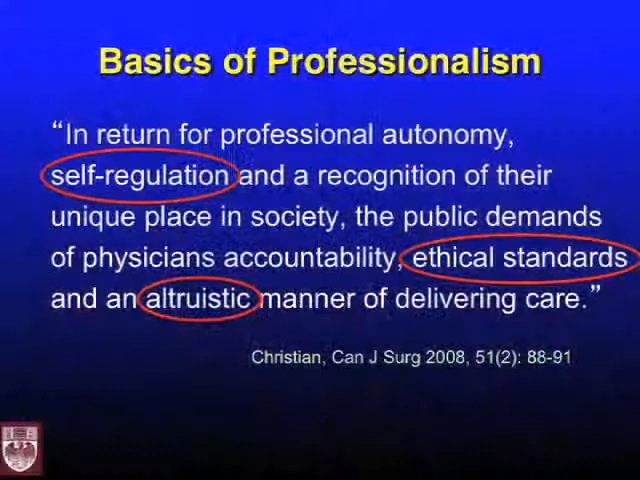 Basics of Professionalism
“In return for professional autonomy,
self-regulation and a recognition of their
unique place in society, the public demands
of physicians accountability, ethical standards
and an altruistic manner of delivering care.”
Christian, Can J Surg 2008, 51(2): 88-91